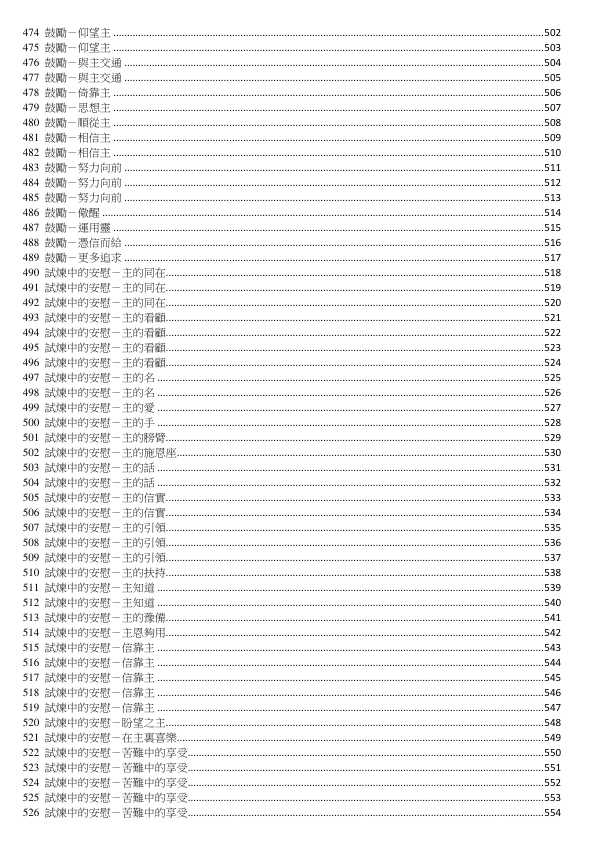 474 鼓勵－仰望主 ........................................502
475 鼓勵－仰望主 ........................................503
476 鼓勵－與主交通 ........................................504
477 鼓勵－與主交通 ........................................505
478 鼓勵－倚靠主 ........................................506
479 鼓勵－思想主 ........................................507
480 鼓勵－順從主 ........................................508
481 鼓勵－相信主 ........................................509
482 鼓勵－相信主 ........................................510
483 鼓勵－努力向前 ........................................511
484 鼓勵－努力向前 ........................................512
485 鼓勵－努力向前 ........................................513
486 鼓勵－儆醒 ........................................514
487 鼓勵－運用靈 ........................................515
488 鼓勵－憑信而給 ........................................516
489 鼓勵－更多追求 ........................................517
490 試煉中的安慰－主的同在........................................518
491 試煉中的安慰－主的同在........................................519
492 試煉中的安慰－主的同在........................................520
493 試煉中的安慰－主的看顧........................................521
494 試煉中的安慰－主的看顧........................................522
495 試煉中的安慰－主的看顧........................................523
496 試煉中的安慰－主的看顧........................................524
497 試煉中的安慰－主的名 ........................................525
498 試煉中的安慰－主的名 ........................................526
499 試煉中的安慰－主的愛 ........................................527
500 試煉中的安慰－主的手 ........................................528
501 試煉中的安慰－主的膀臂........................................529
502 試煉中的安慰－主的施恩座........................................530
503 試煉中的安慰－主的話 ........................................531
504 試煉中的安慰－主的話 ........................................532
505 試煉中的安慰－主的信實........................................533
506 試煉中的安慰－主的信實........................................534
507 試煉中的安慰－主的引領........................................535
508 試煉中的安慰－主的引領........................................536
509 試煉中的安慰－主的引領........................................537
510 試煉中的安慰－主的扶持........................................538
511 試煉中的安慰－主知道 ........................................539
512 試煉中的安慰－主知道 ........................................540
513 試煉中的安慰－主的豫備........................................541
514 試煉中的安慰－主恩夠用........................................542
515 試煉中的安慰－信靠主 ........................................543
516 試煉中的安慰－信靠主 ........................................544
517 試煉中的安慰－信靠主 ........................................545
518 試煉中的安慰－信靠主 ........................................546
519 試煉中的安慰－信靠主 ........................................547
520 試煉中的安慰－盼望之主........................................548
521 試煉中的安慰－在主裏喜樂........................................549
522 試煉中的安慰－苦難中的享受........................................550
523 試煉中的安慰－苦難中的享受........................................551
524 試煉中的安慰－苦難中的享受........................................552
525 試煉中的安慰－苦難中的享受........................................553
526 試煉中的安慰－苦難中的享受........................................554